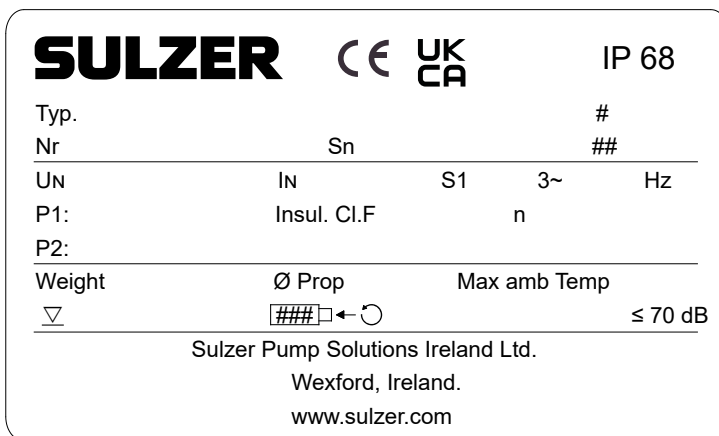 SULZER CE UK CA IP 68
Typ. #
Nr Sn ##
UN IN S1 3~ Hz
P1: Insul. Cl.F n
P2:
Weight Ø Prop Max amb Temp
### ≤ 70 dB
Sulzer Pump Solutions Ireland Ltd.
Wexford, Ireland.
www.sulzer.com